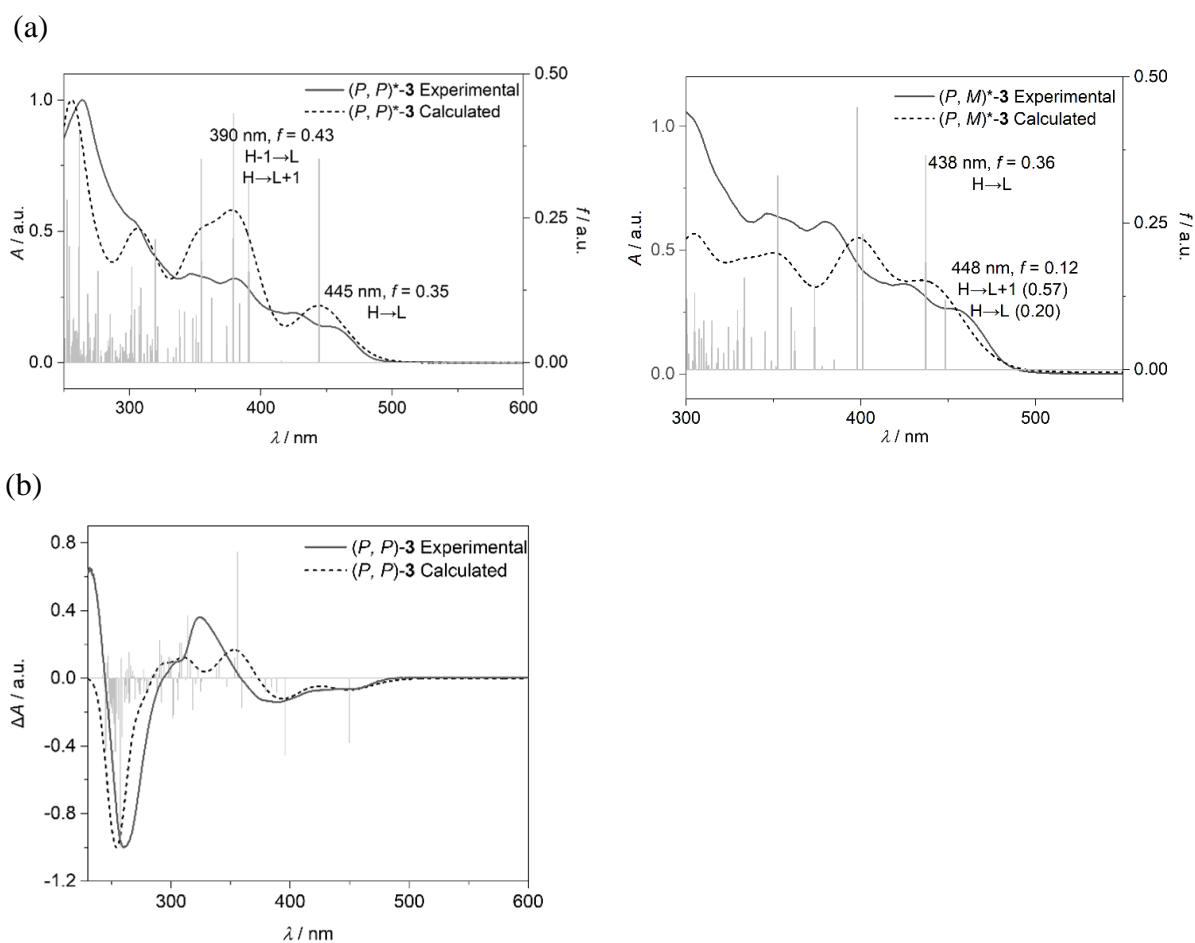 (a)
(P, P)*-3 Experimental
(P, P)*-3 Calculated
390 nm, f = 0.43
H-1→L
H→L+1
445 nm, f = 0.35
H→L
A / a.u.
1.0
0.5
0.0
0.50
0.25
0.00
f / a.u.
300 400 500 600
λ / nm
(P, M)*-3 Experimental
(P, M)*-3 Calculated
438 nm, f = 0.36
H→L
448 nm, f = 0.12
H→L+1 (0.57)
H→L (0.20)
A / a.u.
1.0
0.5
0.0
0.50
0.25
0.00
f / a.u.
300 400 500
λ / nm
(b)
(P, P)-3 Experimental
(P, P)-3 Calculated
ΔA / a.u.
0.8
0.4
0.0
-0.4
-0.8
-1.2
300 400 500 600
λ / nm